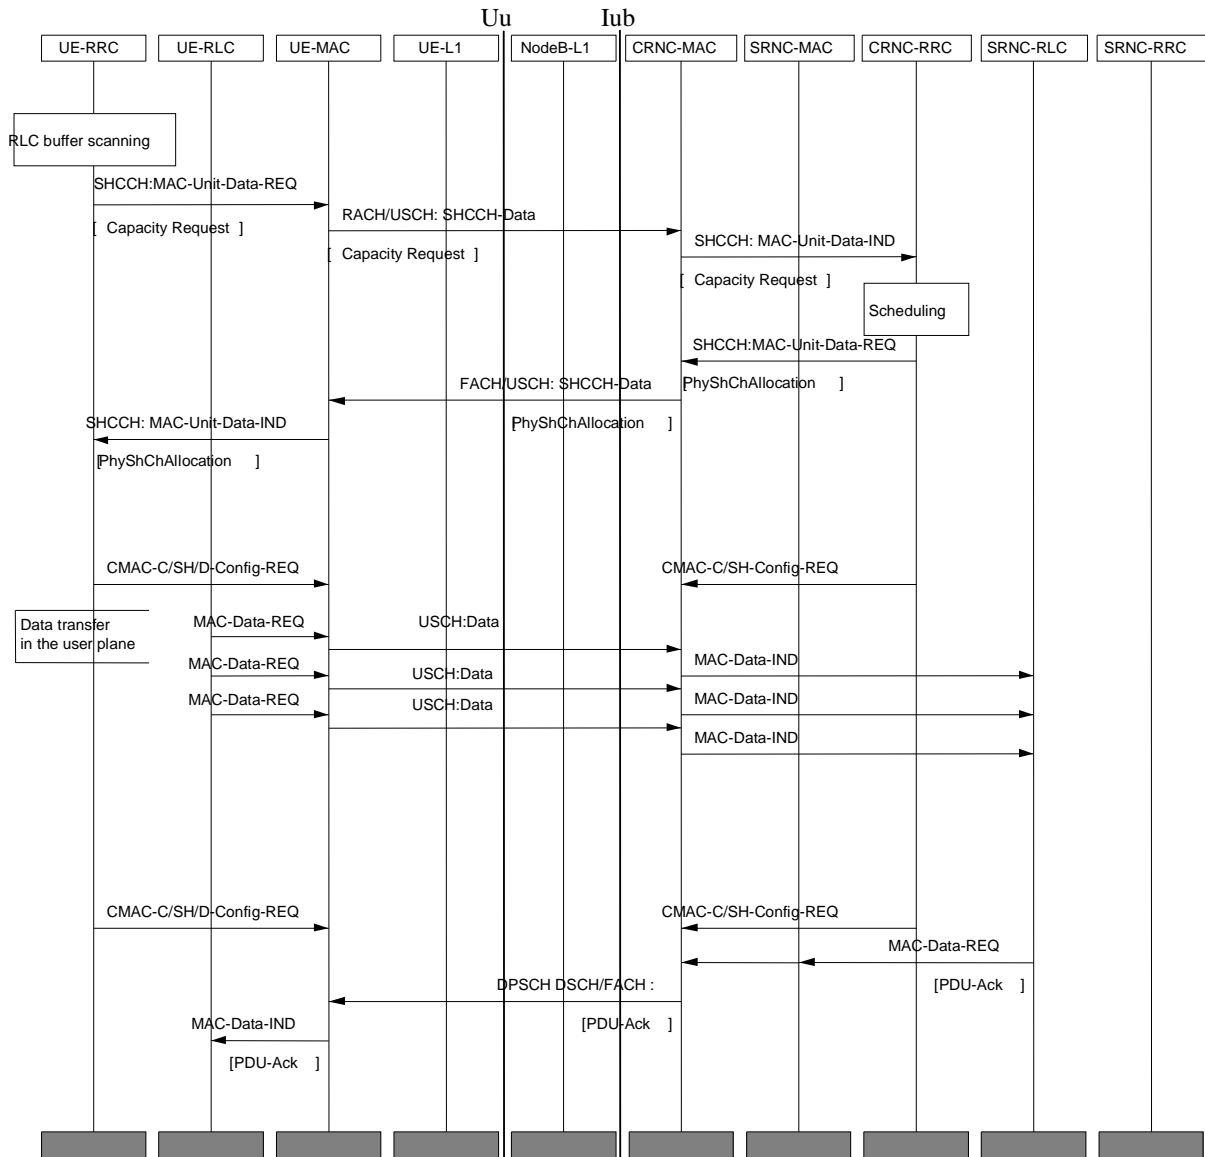 Uu Iub
UE-RRC UE-RLC UE-MAC UE-L1 NodeB-L1 CRNC-MAC SRNC-MAC CRNC-RRC SRNC-RLC SRNC-RRC
RLC buffer scanning
SHCCH:MAC-Unit-Data-REQ
[ Capacity Request ]
RACH/USCH: SHCCH-Data
[ Capacity Request ]
SHCCH: MAC-Unit-Data-IND
[ Capacity Request ]
Scheduling
SHCCH:MAC-Unit-Data-REQ
[PhyShChAllocation ]
FACH/USCH: SHCCH-Data
[PhyShChAllocation ]
SHCCH: MAC-Unit-Data-IND
[PhyShChAllocation ]
CMAC-C/SH/D-Config-REQ CMAC-C/SH-Config-REQ
Data transfer
in the user plane
MAC-Data-REQ USCH:Data
MAC-Data-REQ USCH:Data MAC-Data-IND
MAC-Data-REQ USCH:Data MAC-Data-IND
MAC-Data-IND
CMAC-C/SH/D-Config-REQ CMAC-C/SH-Config-REQ
MAC-Data-REQ
[PDU-Ack ]
DPSCH DSCH/FACH :
[PDU-Ack ]
MAC-Data-IND
[PDU-Ack ]